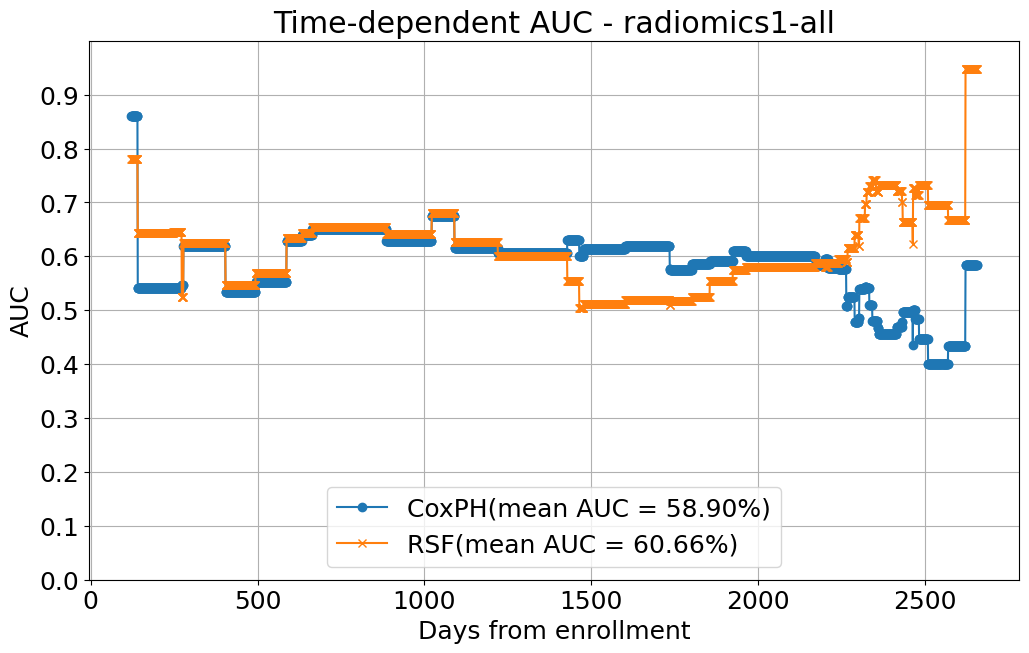 Time-dependent AUC - radiomics1-all
AUC
0.9
0.8
0.7
0.6
0.5
0.4
0.3
0.2
0.1
0.0
CoxPH(mean AUC = 58.90%)
RSF(mean AUC = 60.66%)
0 500 1000 1500 2000 2500
Days from enrollment